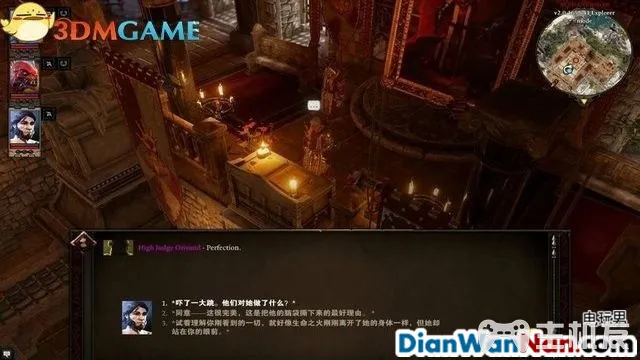 3DMGAME
High Judge Orivand - Perfection.
1. *吓了一大跳。他们对她做了什么？*
2. *同意——这很完美，这是把他的脑袋摘下来的最好理由。*
3. *试着理解你刚看到的一切，就好像生命之火刚刚离开了她的身体一样，但她却
站在你的眼前。*
电玩男
DianWanNan.com